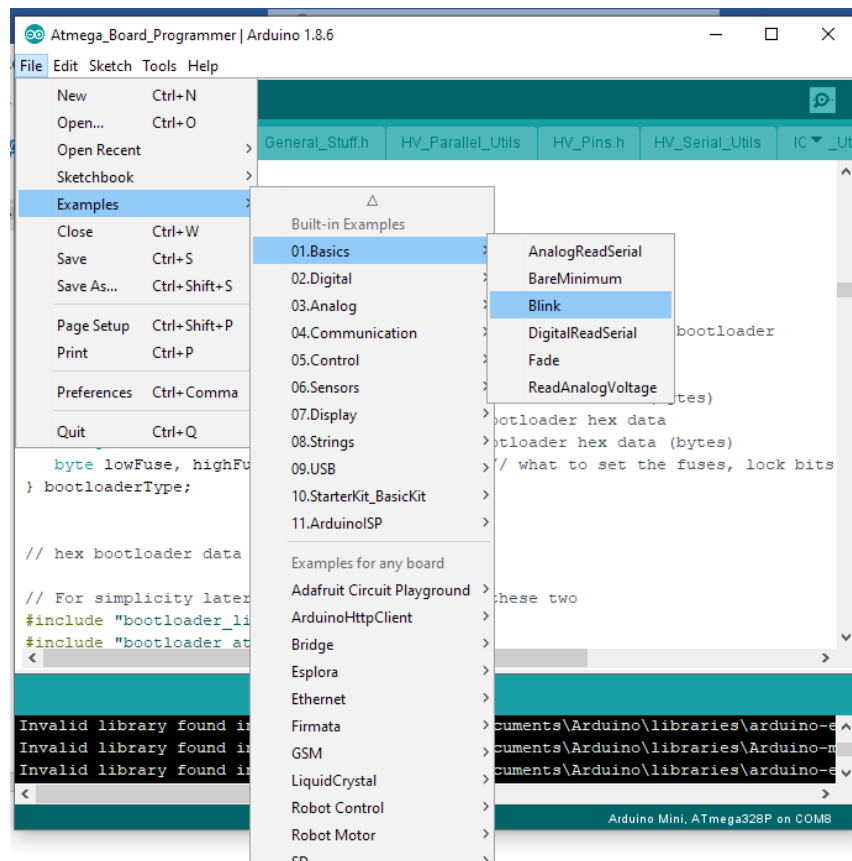 Atmega_Board_Programmer | Arduino 1.8.6
File Edit Sketch Tools Help
New Ctrl+N
Open... Ctrl+O
Open Recent
Sketchbook
Examples
Close Ctrl+W
Save Ctrl+S
Save As... Ctrl+Shift+S
Page Setup Ctrl+Shift+P
Print Ctrl+P
Preferences Ctrl+Comma
Quit Ctrl+Q
General_Stuff.h HV_Parallel_Utils HV_Pins.h HV_Serial_Utils IC
Built-in Examples
01.Basics
02.Digital
03.Analog
04.Communication
05.Control
06.Sensors
07.Display
08.Strings
09.USB
10.StarterKit_BasicKit
11.ArduinoISP
Examples for any board
Adafruit Circuit Playground
ArduinoHttpClient
Bridge
Esplora
Ethernet
Firmata
GSM
LiquidCrystal
Robot Control
Robot Motor
AnalogReadSerial
BareMinimum
Blink
DigitalReadSerial
Fade
ReadAnalogVoltage
bootloader
otloader hex data
otloader hex data (bytes)
byte lowFuse, highFu // what to set the fuses, lock bits
} bootloaderType;
// hex bootloader data
// For simplicity later these two
#include "bootloader_li
#include "bootloader_at
Invalid library found i cuments\Arduino\libraries\arduino-e
Invalid library found i cuments\Arduino\libraries\Arduino-m
Invalid library found i cuments\Arduino\libraries\arduino-e
Arduino Mini, ATmega328P on COM8